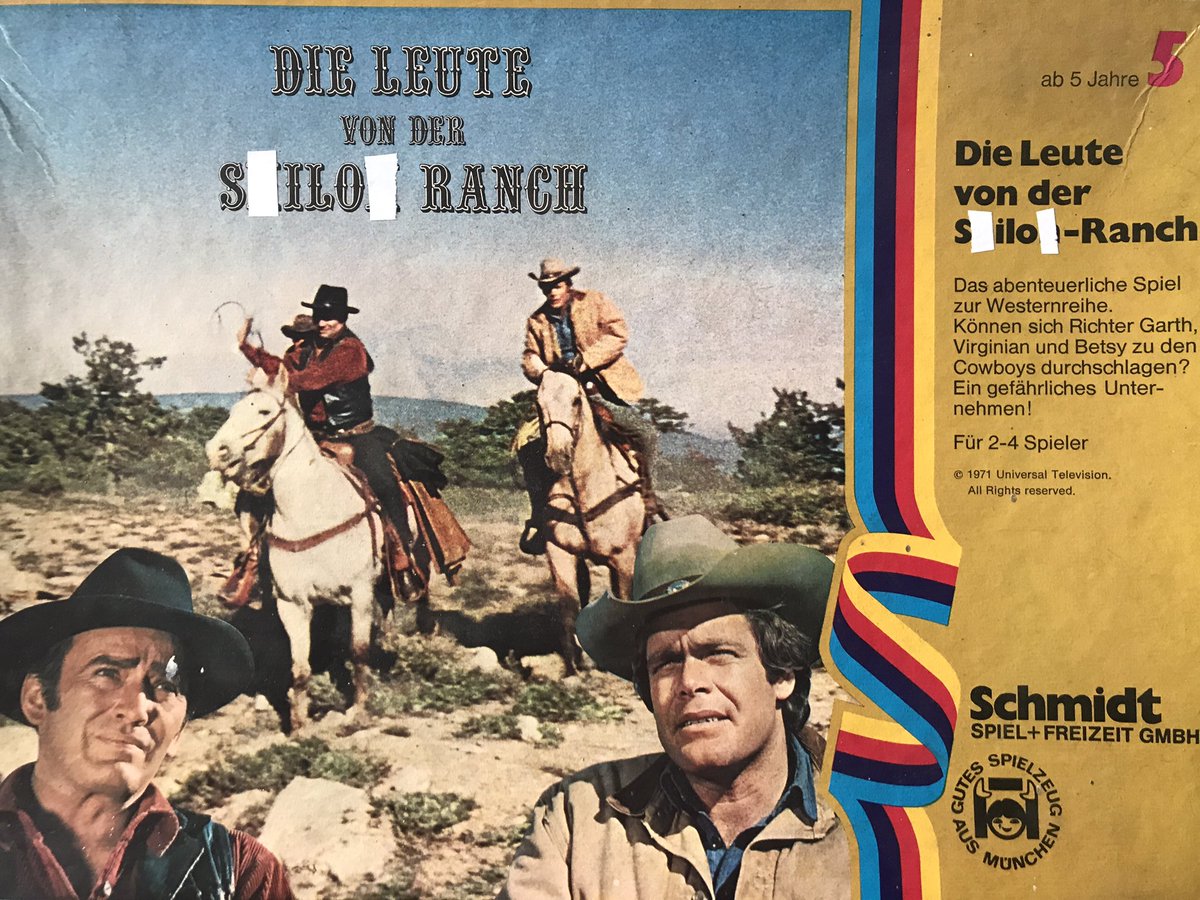 DIE LEUTE
VON DER
RANCH
ab 5 Jahre 5
Die Leute
von der
-Ranch
Das abenteuerliche Spiel
zur Westernreihe.
Können sich Richter Garth,
Virginian und Betsy zu den
Cowboys durchschlagen?
Ein gefährliches Unter-
nehmen!
Für 2-4 Spieler
© 1971 Universal Television.
All Rights reserved.
Schmidt
SPIEL+FREIZEIT GMBH
GUTES SPIELZEUG
AUS MÜNCHEN